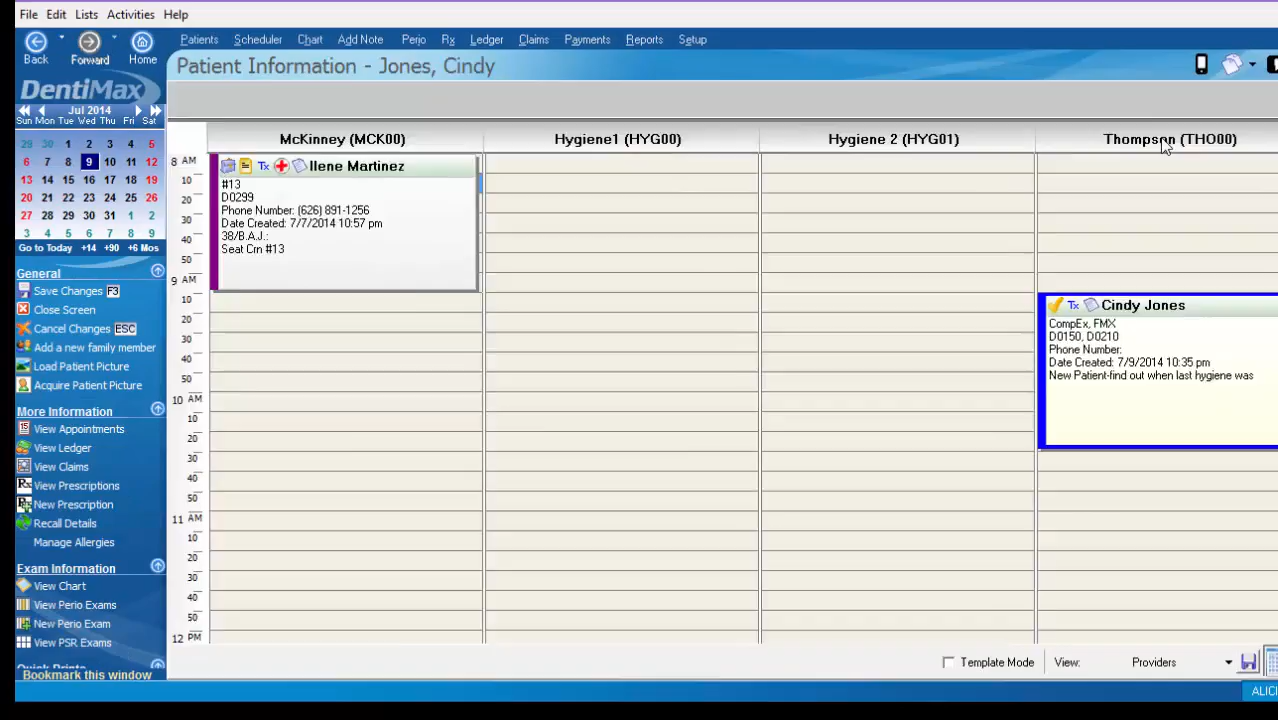 File Edit Lists Activities Help
Back Forward Home
Patients Scheduler Chart Add Note Perio Rx Ledger Claims Payments Reports Setup
Patient Information - Jones, Cindy
DentiMax
Jul 2014
Sun Mon Tue Wed Thu Fri Sat
29 30 1 2 3 4 5
6 7 8 9 10 11 12
13 14 15 16 17 18 19
20 21 22 23 24 25 26
27 28 29 30 31 1 2
3 4 5 6 7 8 9
Go to Today +14 +90 +6 Mos
General
Save Changes F3
Close Screen
Cancel Changes ESC
Add a new family member
Load Patient Picture
Acquire Patient Picture
More Information
View Appointments
View Ledger
View Claims
View Prescriptions
New Prescription
Recall Details
Manage Allergies
Exam Information
View Chart
View Perio Exams
New Perio Exam
View PSR Exams
Quick Prints
Bookmark this window
McKinney (MCK00) Hygiene1 (HYG00) Hygiene 2 (HYG01) Thompson (THO00)
8 AM
10
20
30
40
50
9 AM
10
20
30
40
50
10 AM
10
20
30
40
50
11 AM
10
20
30
40
50
12 PM
Tx Ilene Martinez
#13
D0299
Phone Number: (626) 891-1256
Date Created: 7/7/2014 10:57 pm
38/B.A.J.:
Seat Crn #13
Tx Cindy Jones
CompEx, FMX
D0150, D0210
Phone Number:
Date Created: 7/9/2014 10:35 pm
New Patient-find out when last hygiene was
Template Mode View: Providers
ALICI